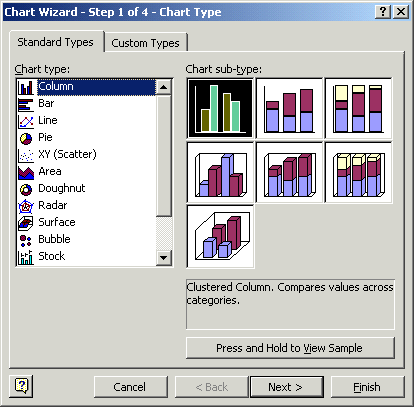 Chart Wizard - Step 1 of 4 - Chart Type
Standard Types
Custom Types
Chart type:
Column
Bar
Line
Pie
XY (Scatter)
Area
Doughnut
Radar
Surface
Bubble
Stock
Chart sub-type:
Clustered Column. Compares values across
categories.
Press and Hold to View Sample
Cancel
< Back
Next >
Finish